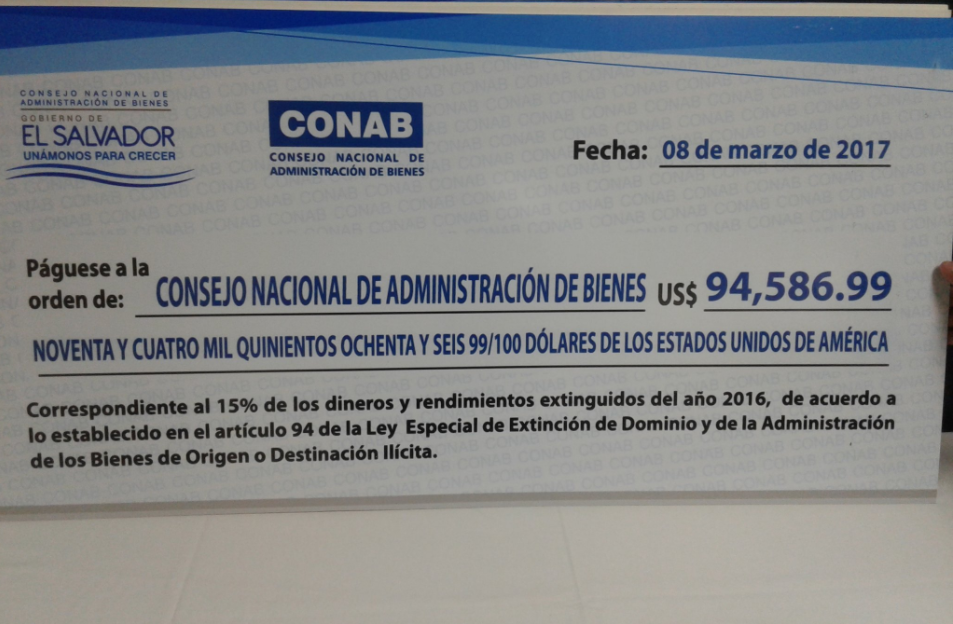 CONSEJO NACIONAL DE
ADMINISTRACIÓN DE BIENES
GOBIERNO DE
EL SALVADOR
UNÁMONOS PARA CRECER
CONAB
CONSEJO NACIONAL DE
ADMINISTRACIÓN DE BIENES
Fecha: 08 de marzo de 2017
Páguese a la
orden de: CONSEJO NACIONAL DE ADMINISTRACIÓN DE BIENES US$ 94,586.99
NOVENTA Y CUATRO MIL QUINIENTOS OCHENTA Y SEIS 99/100 DÓLARES DE LOS ESTADOS UNIDOS DE AMÉRICA
Correspondiente al 15% de los dineros y rendimientos extinguidos del año 2016, de acuerdo a
lo establecido en el artículo 94 de la Ley Especial de Extinción de Dominio y de la Administración
de los Bienes de Origen o Destinación Ilícita.